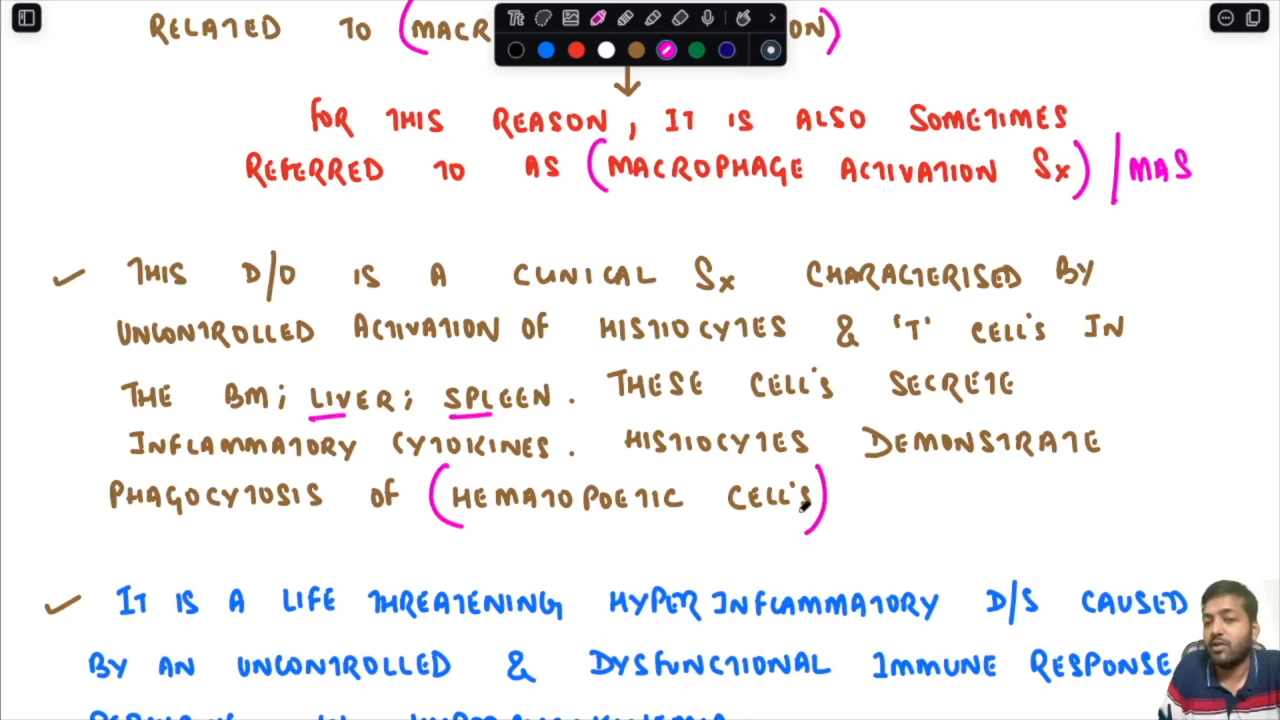 RELATED TO (MACR ON)
FOR THIS REASON, IT IS ALSO SOMETIMES
REFERRED TO AS (MACROPHAGE ACTIVATION Sx) / MAS
✓ THIS D/O IS A CLINICAL Sx CHARACTERISED BY
UNCONTROLLED ACTIVATION OF HISTIOCYTES & 'T' CELL'S IN
THE BM; LIVER; SPLEEN. THESE CELL'S SECRETE
INFLAMMATORY CYTOKINES. HISTIOCYTES DEMONSTRATE
PHAGOCYTOSIS OF (HEMATOPOETIC CELL'S)
✓ IT IS A LIFE THREATENING HYPERINFLAMMATORY D/S CAUSED
BY AN UNCONTROLLED & DYSFUNCTIONAL IMMUNE RESPONSE